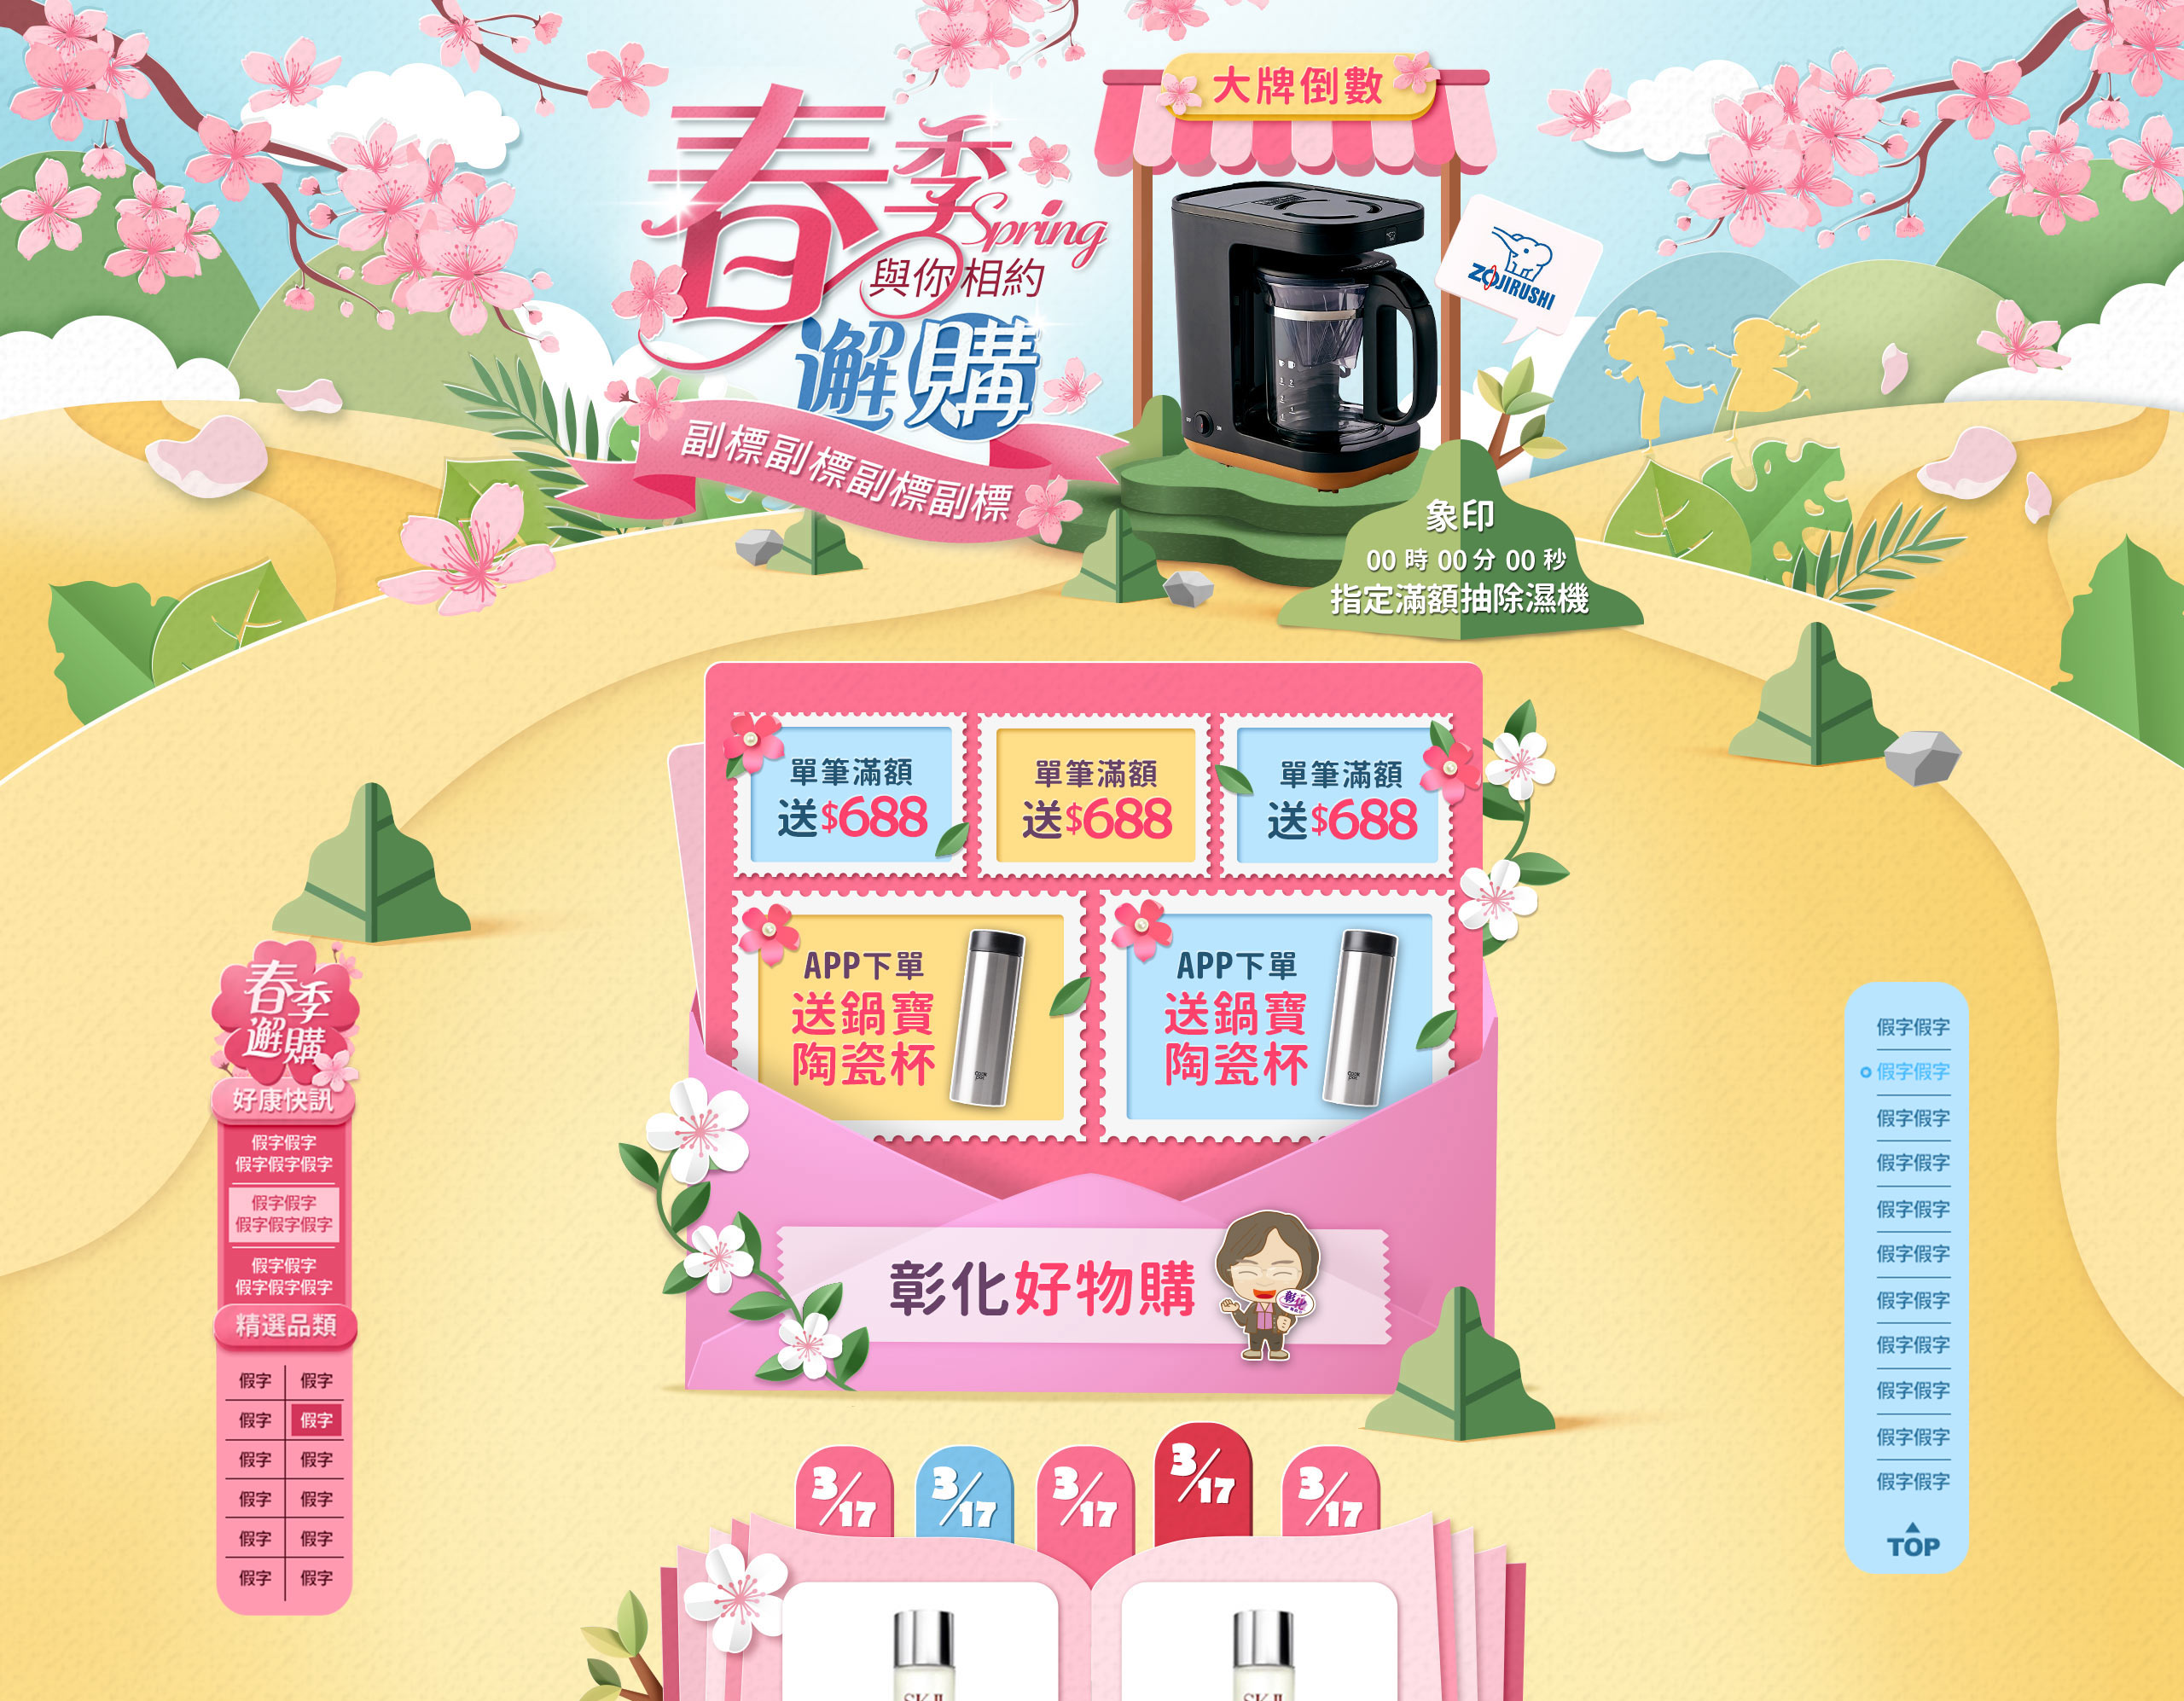 大牌倒數
春季
Spring
與你相約
邂購
副標副標副標副標
ZOJIRUSHI
象印
00 時 00 分 00 秒
指定滿額抽除濕機
單筆滿額
送$688
單筆滿額
送$688
單筆滿額
送$688
APP下單
送鍋寶
陶瓷杯
APP下單
送鍋寶
陶瓷杯
彰化好物購
彰化
春季
邂購
好康快訊
假字假字
假字假字假字
假字假字
假字假字假字
假字假字
假字假字假字
精選品類
假字 假字
假字 假字
假字 假字
假字 假字
假字 假字
假字 假字
假字假字
假字假字
假字假字
假字假字
假字假字
假字假字
假字假字
假字假字
假字假字
假字假字
假字假字
TOP
3/17
3/17
3/17
3/17
3/17